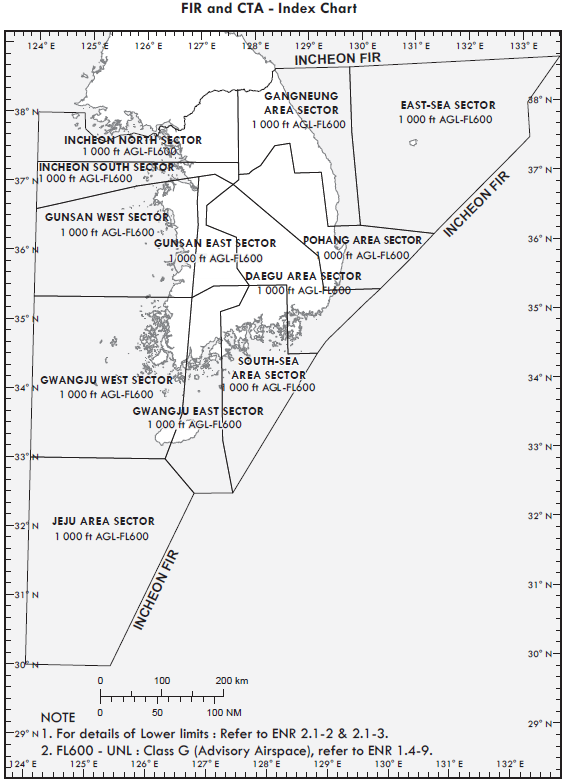 FIR and CTA - Index Chart
124° E 125° E 126° E 127° E 128° E 129° E 130° E 131° E 132° E 133° E
INCHEON FIR
GANGNEUNG
AREA SECTOR
1 000 ft AGL-FL600
EAST-SEA SECTOR
1 000 ft AGL-FL600
38° N
38° N
INCHEON NORTH SECTOR
1 000 ft AGL-FL600
INCHEON SOUTH SECTOR
1 000 ft AGL-FL600
37° N
37° N
INCHEON FIR
GUNSAN WEST SECTOR
1 000 ft AGL-FL600
GUNSAN EAST SECTOR
1 000 ft AGL-FL600
POHANG AREA SECTOR
1 000 ft AGL-FL600
36° N
36° N
DAEGU AREA SECTOR
1 000 ft AGL-FL600
35° N
35° N
SOUTH-SEA
AREA SECTOR
1 000 ft AGL-FL600
GWANGJU WEST SECTOR
1 000 ft AGL-FL600
34° N
34° N
GWANGJU EAST SECTOR
1 000 ft AGL-FL600
33° N
33° N
JEJU AREA SECTOR
1 000 ft AGL-FL600
32° N
32° N
INCHEON FIR
31° N
31° N
30° N
30° N
0 100 200 km
0 50 100 NM
NOTE
29° N
29° N
1. For details of Lower limits : Refer to ENR 2.1-2 & 2.1-3.
2. FL600 - UNL : Class G (Advisory Airspace), refer to ENR 1.4-9.
124° E 125° E 126° E 127° E 128° E 129° E 130° E 131° E 132° E